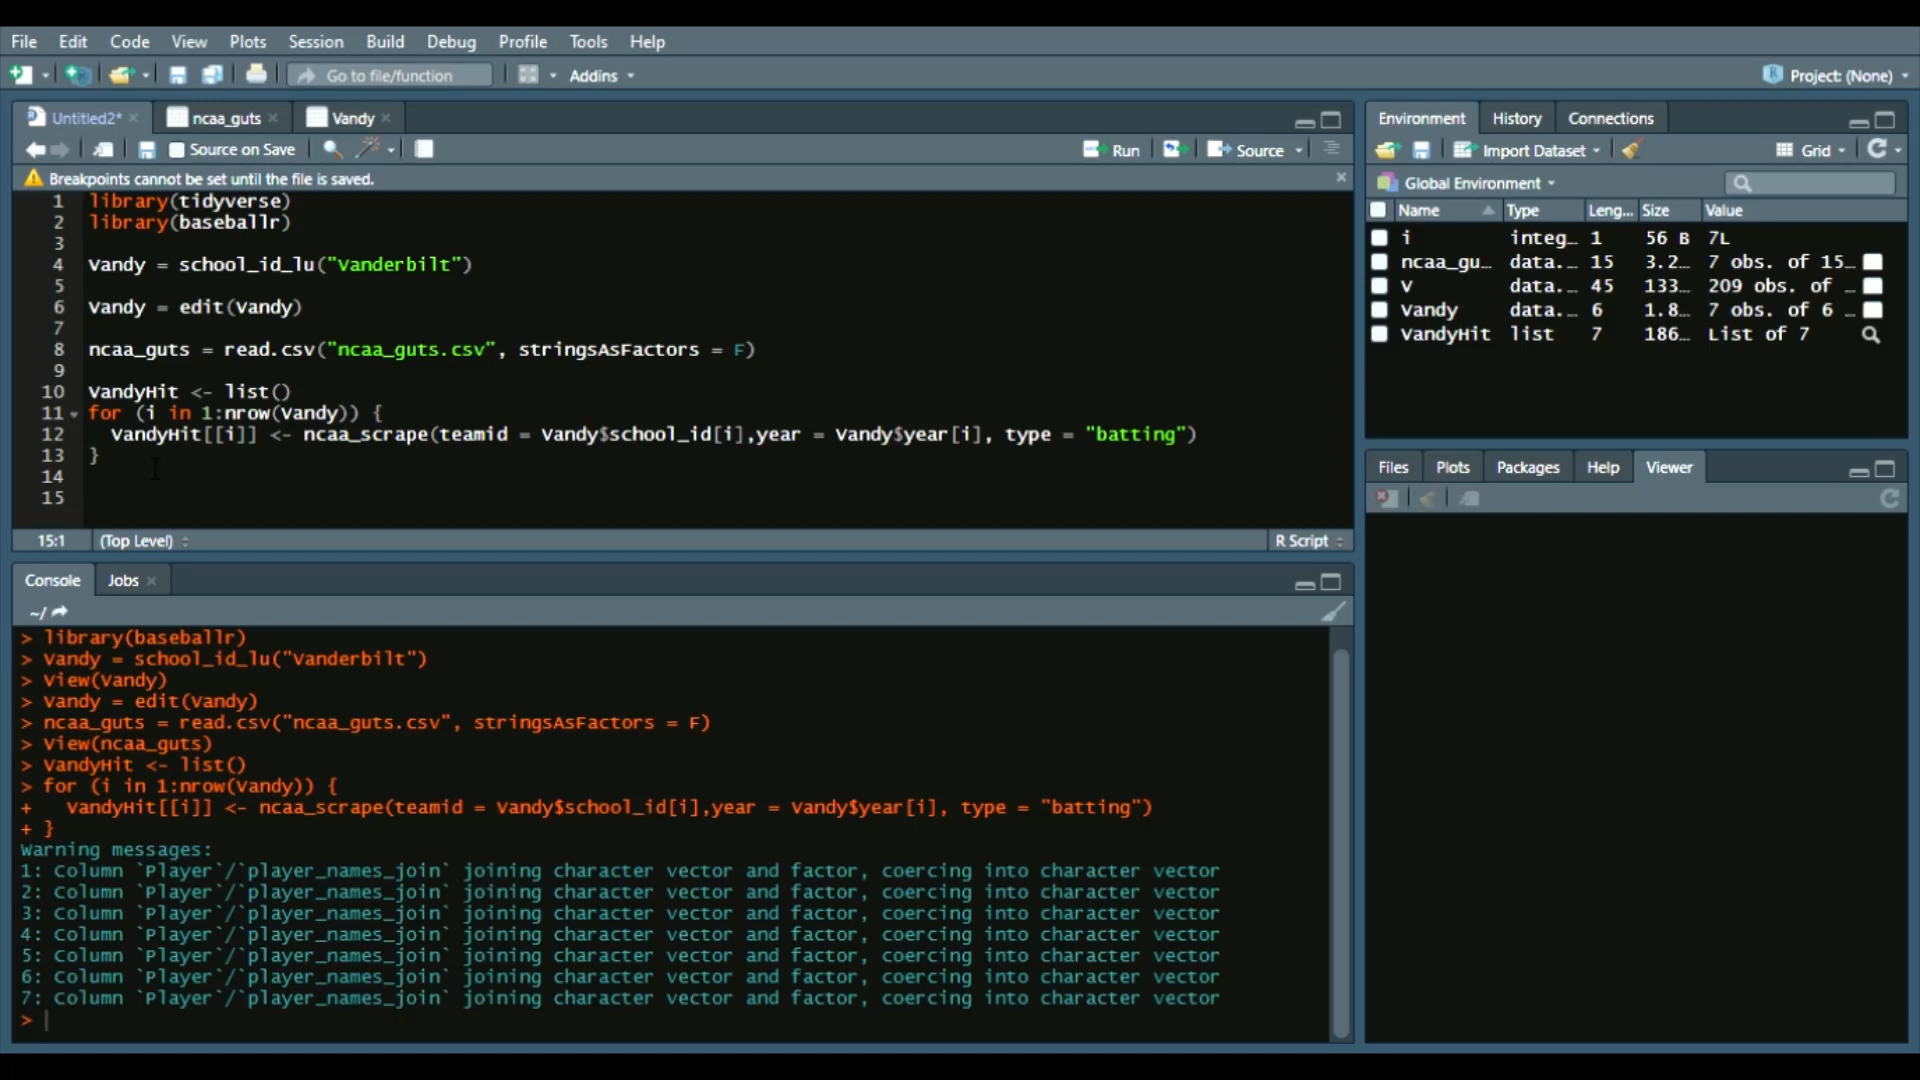 File Edit Code View Plots Session Build Debug Profile Tools Help
Go to file/function Addins Project: (None)
Untitled2* ncaa_guts Vandy
Source on Save Run Source
Breakpoints cannot be set until the file is saved.
1 library(tidyverse)
2 library(baseballr)
3
4 Vandy = school_id_lu("Vanderbilt")
5
6 Vandy = edit(Vandy)
7
8 ncaa_guts = read.csv("ncaa_guts.csv", stringsAsFactors = F)
9
10 VandyHit <- list()
11 for (i in 1:nrow(Vandy)) {
12 VandyHit[[i]] <- ncaa_scrape(teamid = Vandy$school_id[i],year = Vandy$year[i], type = "batting")
13 }
14
15
15:1 (Top Level) R Script
Console Jobs
~/
> library(baseballr)
> Vandy = school_id_lu("Vanderbilt")
> View(Vandy)
> Vandy = edit(Vandy)
> ncaa_guts = read.csv("ncaa_guts.csv", stringsAsFactors = F)
> View(ncaa_guts)
> VandyHit <- list()
> for (i in 1:nrow(Vandy)) {
+ VandyHit[[i]] <- ncaa_scrape(teamid = Vandy$school_id[i],year = Vandy$year[i], type = "batting")
+ }
Warning messages:
1: Column `Player`/`player_names_join` joining character vector and factor, coercing into character vector
2: Column `Player`/`player_names_join` joining character vector and factor, coercing into character vector
3: Column `Player`/`player_names_join` joining character vector and factor, coercing into character vector
4: Column `Player`/`player_names_join` joining character vector and factor, coercing into character vector
5: Column `Player`/`player_names_join` joining character vector and factor, coercing into character vector
6: Column `Player`/`player_names_join` joining character vector and factor, coercing into character vector
7: Column `Player`/`player_names_join` joining character vector and factor, coercing into character vector
>
Environment History Connections
Import Dataset Grid
Global Environment
Name Type Leng... Size Value
i integ... 1 56 B 7L
ncaa_gu... data.... 15 3.2... 7 obs. of 15...
v data.... 45 133... 209 obs. of ...
Vandy data.... 6 1.8... 7 obs. of 6 ...
VandyHit list 7 186... List of 7
Files Plots Packages Help Viewer